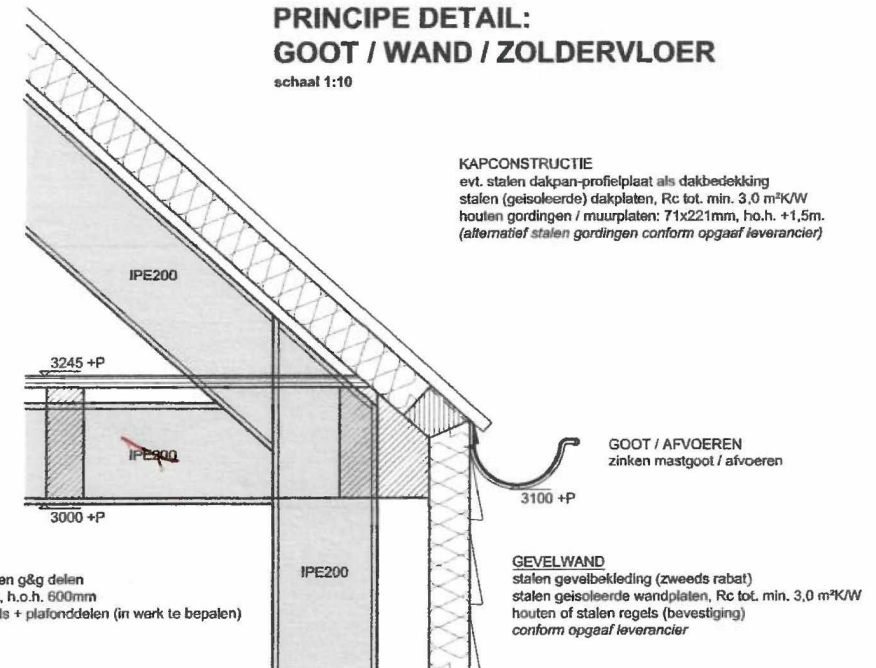 PRINCIPE DETAIL:
GOOT / WAND / ZOLDERVLOER
schaal 1:10
KAPCONSTRUCTIE
evt. stalen dakpan-profielplaat als dakbedekking
stalen (geisoleerde) dakplaten, Rc tot. min. 3,0 m²K/W
houten gordingen / muurplaten: 71x221mm, ho.h. +1,5m.
(alternatief stalen gordingen conform opgaaf leverancier)
IPE200
3245 +P
GOOT / AFVOEREN
zinken mastgoot / afvoeren
3100 +P
3000 +P
IPE200
GEVELWAND
stalen gevelbekleding (zweeds rabat)
stalen geisoleerde wandplaten, Rc tot. min. 3,0 m²K/W
houten of stalen regels (bevestiging)
conform opgaaf leverancier
en g&g delen
, h.o.h. 600mm
ls + plafonddelen (in werk te bepalen)